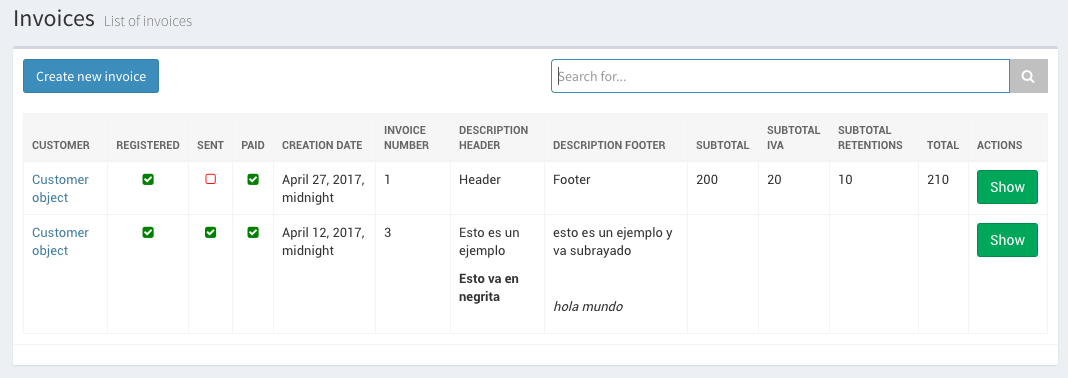 Invoices List of invoices
Create new invoice
Search for...
CUSTOMER REGISTERED SENT PAID CREATION DATE INVOICE NUMBER DESCRIPTION HEADER DESCRIPTION FOOTER SUBTOTAL SUBTOTAL IVA SUBTOTAL RETENTIONS TOTAL ACTIONS
Customer object April 27, 2017, midnight 1 Header Footer 200 20 10 210 Show
Customer object April 12, 2017, midnight 3 Esto es un ejemplo esto es un ejemplo y va subrayado Show
Esto va en negrita hola mundo